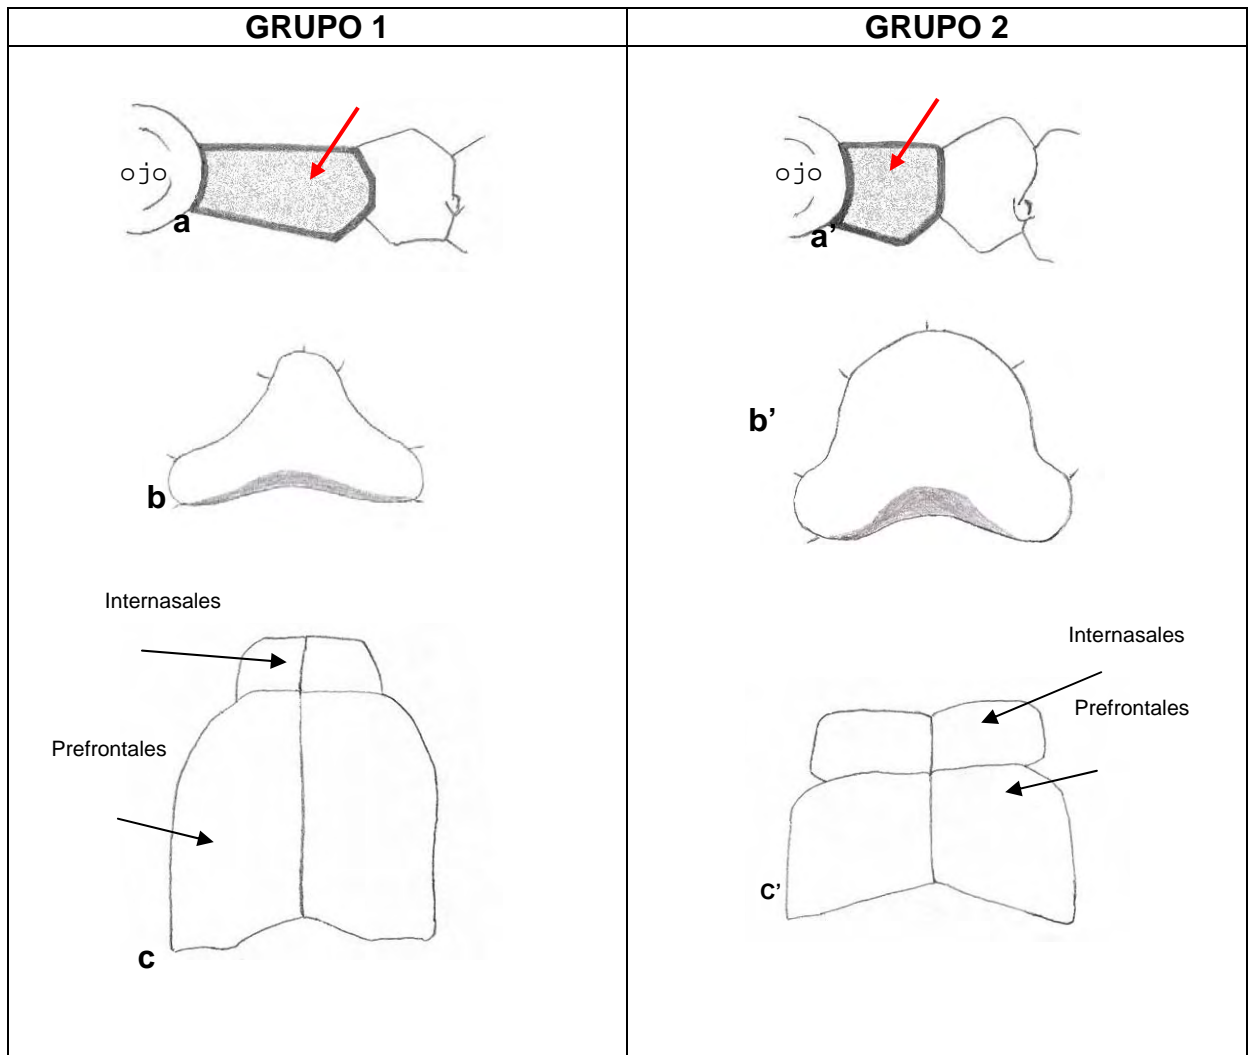 GRUPO 1
GRUPO 2
ojo
a
b
Internasales
Prefrontales
c
ojo
a’
b’
Internasales
Prefrontales
C’